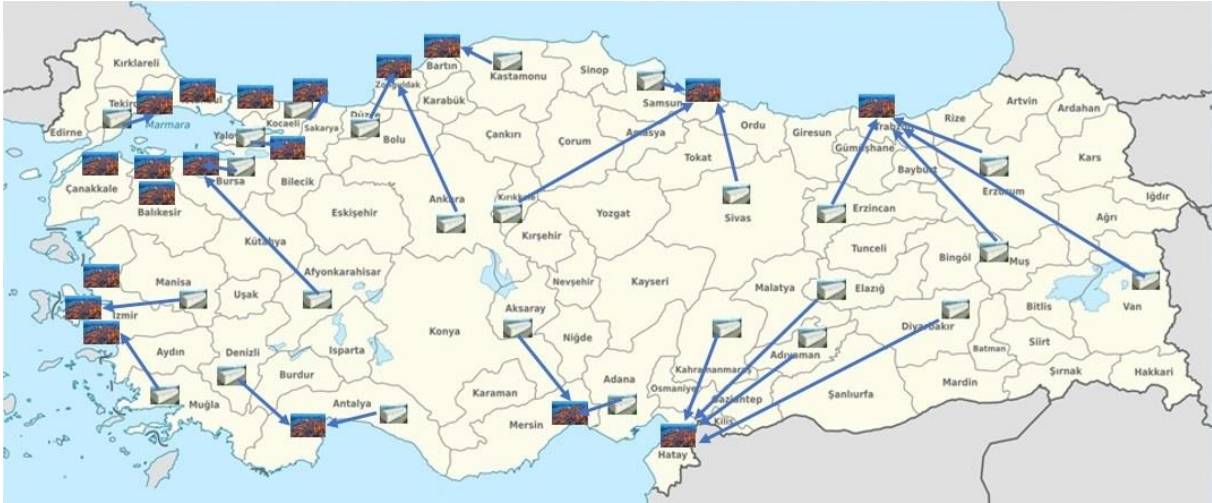 Kırklareli
Edirne
Marmara
Kocaeli
Sakarya
Bartın
Karabük
Kastamonu
Sinop
Samsun
Çankırı
Çorum
Amasya
Tokat
Ordu
Giresun
Gümüşhane
Trabzon
Rize
Artvin
Ardahan
Kars
Bayburt
Erzurum
Iğdır
Ağrı
Çanakkale
Balıkesir
Bursa
Bilecik
Bolu
Eskişehir
Ankara
Kırıkkale
Yozgat
Sivas
Erzincan
Tunceli
Bingöl
Muş
Kütahya
Afyonkarahisar
Kırşehir
Nevşehir
Kayseri
Malatya
Elazığ
Bitlis
Van
Manisa
Uşak
İzmir
Konya
Aksaray
Niğde
Diyarbakır
Batman
Siirt
Hakkari
Aydın
Denizli
Isparta
Burdur
Adana
Kahramanmaraş
Adıyaman
Osmaniye
Gaziantep
Şanlıurfa
Mardin
Şırnak
Muğla
Antalya
Karaman
Mersin
Kilis
Hatay